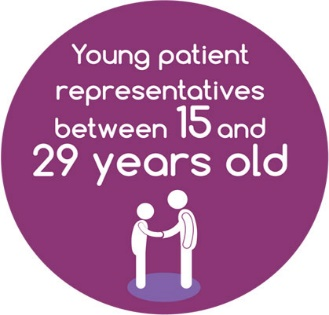 Young patient
representatives
between 15 and
29 years old